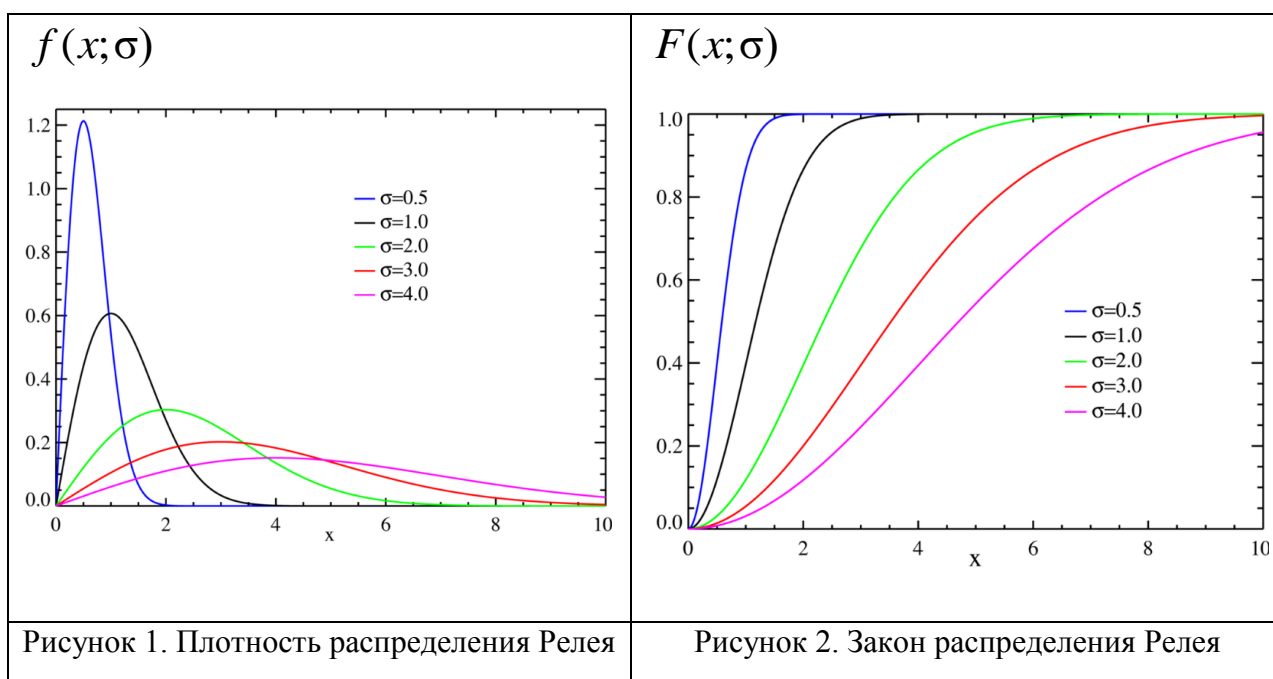 f(x;σ)
1.2
1.0
0.8
0.6
0.4
0.2
0.0
σ=0.5
σ=1.0
σ=2.0
σ=3.0
σ=4.0
0 2 4 6 8 10
x
Рисунок 1. Плотность распределения Релея
F(x;σ)
1.0
0.8
0.6
0.4
0.2
0.0
σ=0.5
σ=1.0
σ=2.0
σ=3.0
σ=4.0
0 2 4 6 8 10
x
Рисунок 2. Закон распределения Релея